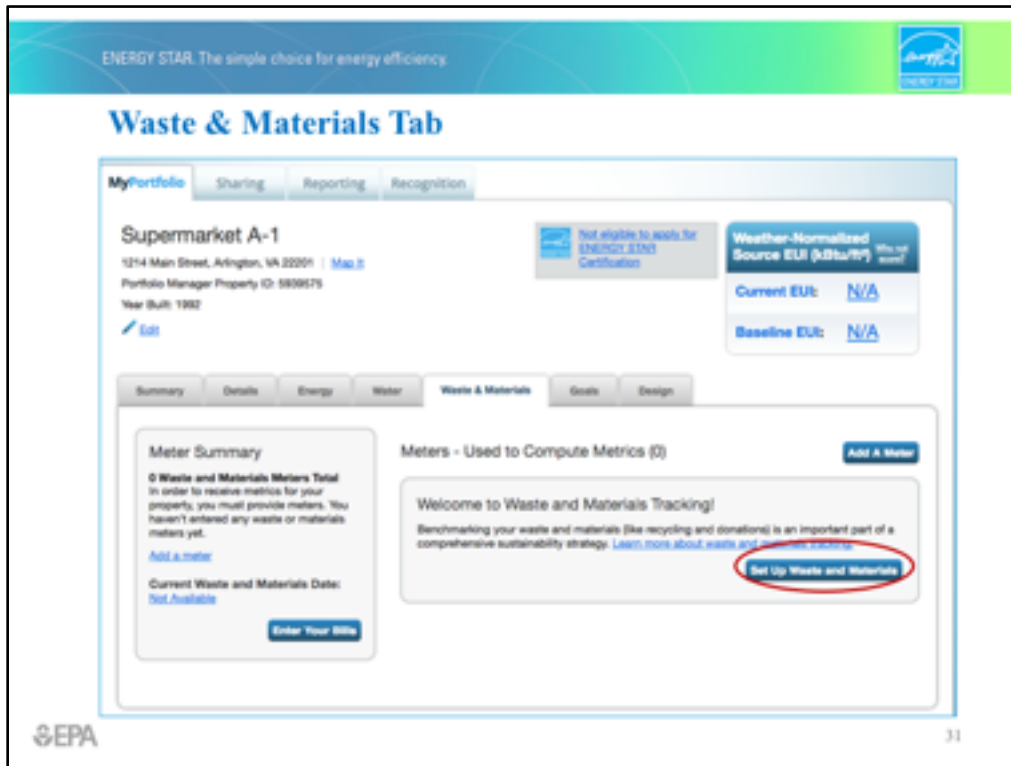 ENERGY STAR. The simple choice for energy efficiency.
ENERGY STAR
Waste & Materials Tab
MyPortfolio Sharing Reporting Recognition
Supermarket A-1
1214 Main Street, Arlington, VA 22201 | Map It
Portfolio Manager Property ID: 5939575
Year Built: 1992
Edit
Not eligible to apply for
ENERGY STAR
Certification
Weather-Normalized
Source EUI (kBtu/ft²) Why not
score?
Current EUI: N/A
Baseline EUI: N/A
Summary Details Energy Water Waste & Materials Goals Design
Meter Summary
0 Waste and Materials Meters Total
In order to receive metrics for your
property, you must provide meters. You
haven't entered any waste or materials
meters yet.
Add a meter
Current Waste and Materials Date:
Not Available
Enter Your Bills
Meters - Used to Compute Metrics (0)
Add A Meter
Welcome to Waste and Materials Tracking!
Benchmarking your waste and materials (like recycling and donations) is an important part of a
comprehensive sustainability strategy. Learn more about waste and materials tracking.
Set Up Waste and Materials
EPA
31